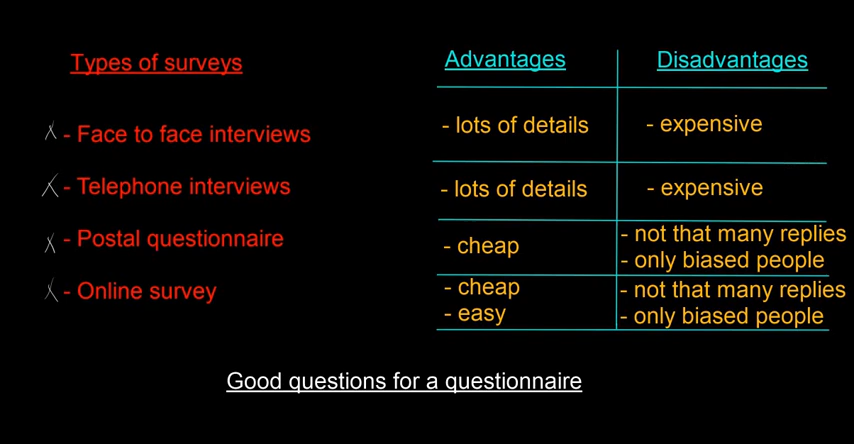 Types of surveys
Advantages
Disadvantages
- Face to face interviews
- lots of details
- expensive
- Telephone interviews
- lots of details
- expensive
- Postal questionnaire
- cheap
- not that many replies
- only biased people
- Online survey
- cheap
- easy
- not that many replies
- only biased people
Good questions for a questionnaire